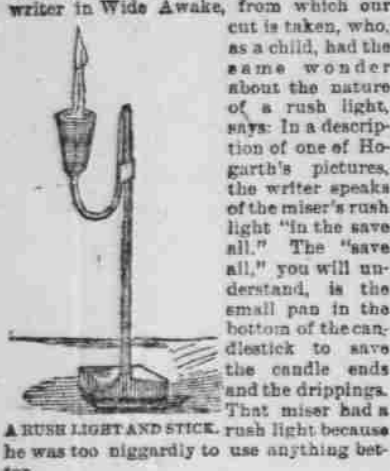 writer in Wide Awake, from which our
cut is taken, who,
as a child, had the
same wonder
about the nature
of a rush light,
says: In a descrip-
tion of one of Ho-
garth's pictures,
the writer speaks
of the miser's rush
light "in the save
all." The "save
all," you will un-
derstand, is the
small pan in the
bottom of the can-
dlestick to save
the candle ends
and the drippings.
That miser had a
A RUSH LIGHT AND STICK. rush light because
he was too niggardly to use anything bet-